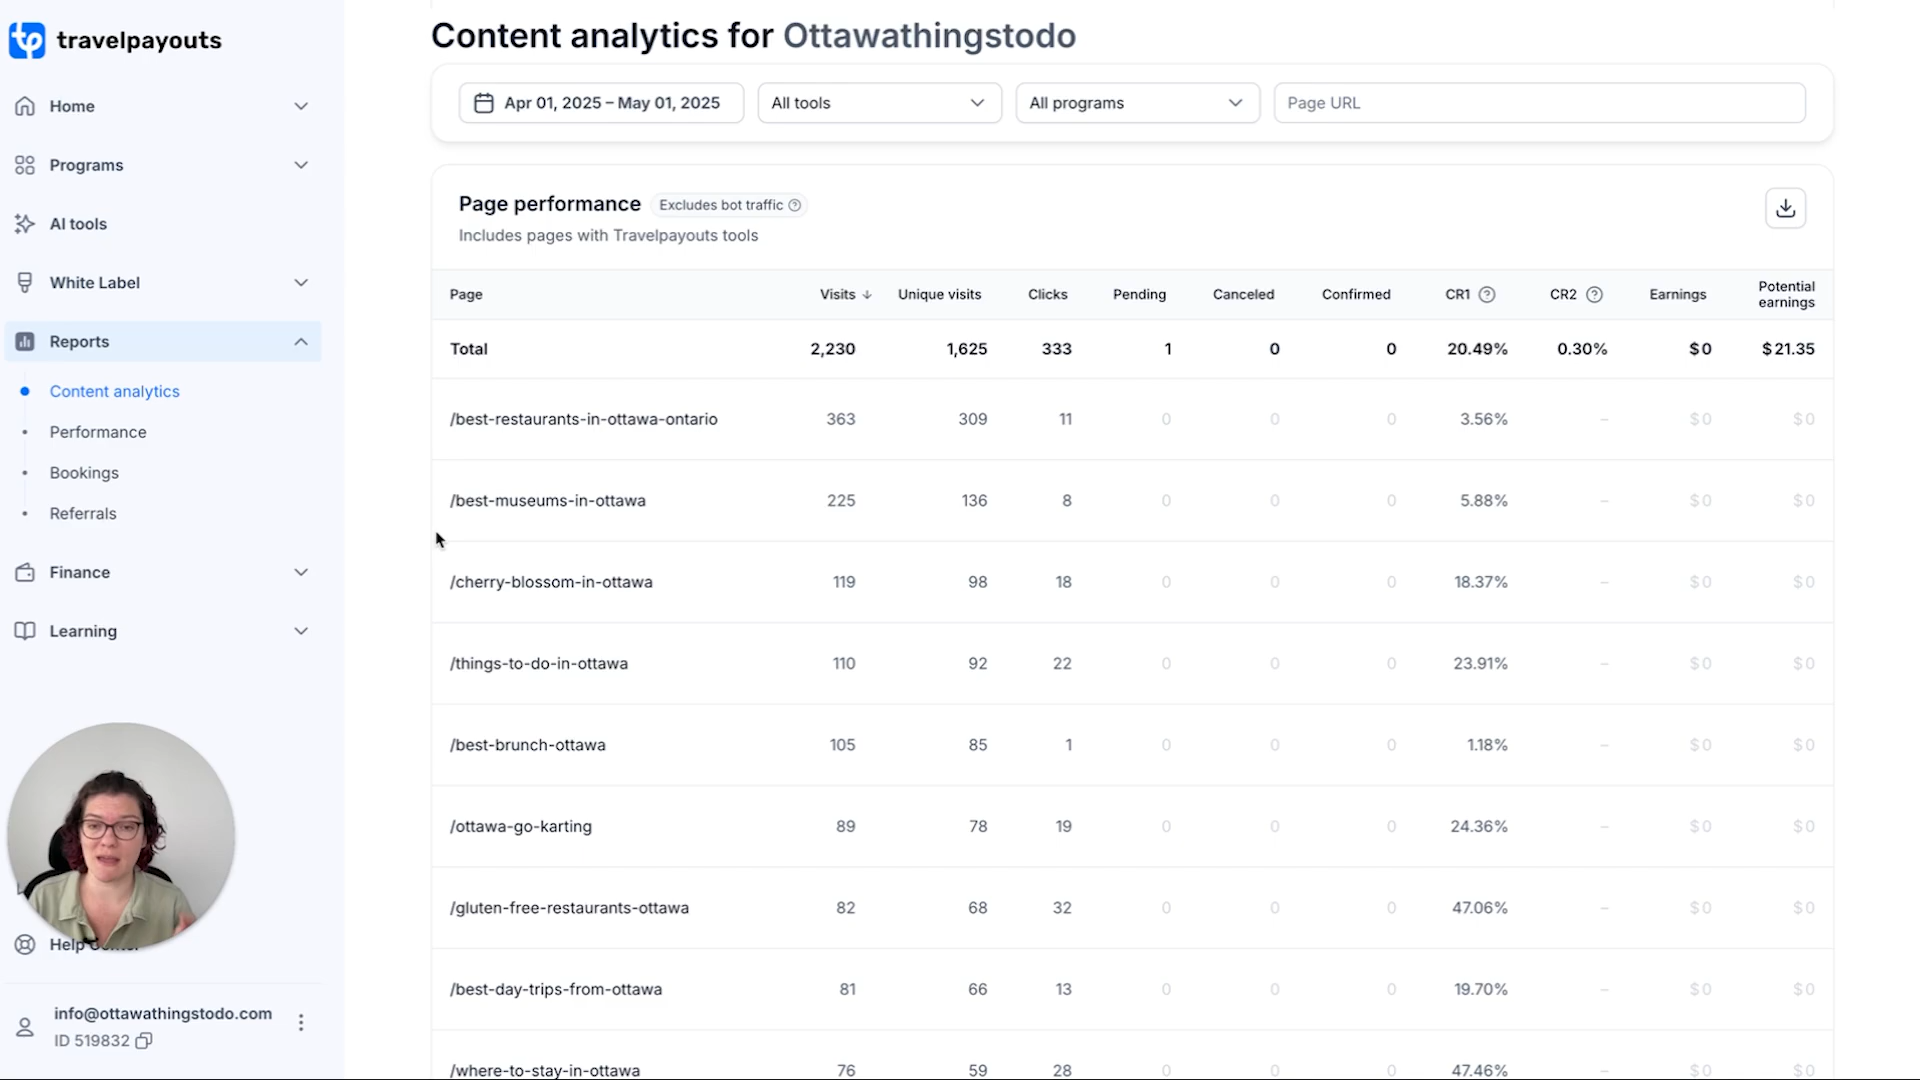 travelpayouts
Home
Programs
AI tools
White Label
Reports
Content analytics
Performance
Bookings
Referrals
Finance
Learning
Help
info@ottawathingstodo.com
ID 519832
Content analytics for Ottawathingstodo
Apr 01, 2025 – May 01, 2025 All tools All programs Page URL
Page performance Excludes bot traffic
Includes pages with Travelpayouts tools
Page Visits ↓ Unique visits Clicks Pending Canceled Confirmed CR1 CR2 Earnings Potential earnings
Total 2,230 1,625 333 1 0 0 20.49% 0.30% $0 $21.35
/best-restaurants-in-ottawa-ontario 363 309 11 0 0 0 3.56% – $0 $0
/best-museums-in-ottawa 225 136 8 0 0 0 5.88% – $0 $0
/cherry-blossom-in-ottawa 119 98 18 0 0 0 18.37% – $0 $0
/things-to-do-in-ottawa 110 92 22 0 0 0 23.91% – $0 $0
/best-brunch-ottawa 105 85 1 0 0 0 1.18% – $0 $0
/ottawa-go-karting 89 78 19 0 0 0 24.36% – $0 $0
/gluten-free-restaurants-ottawa 82 68 32 0 0 0 47.06% – $0 $0
/best-day-trips-from-ottawa 81 66 13 0 0 0 19.70% – $0 $0
/where-to-stay-in-ottawa 76 59 28 0 0 0 47.46% – $0 $0